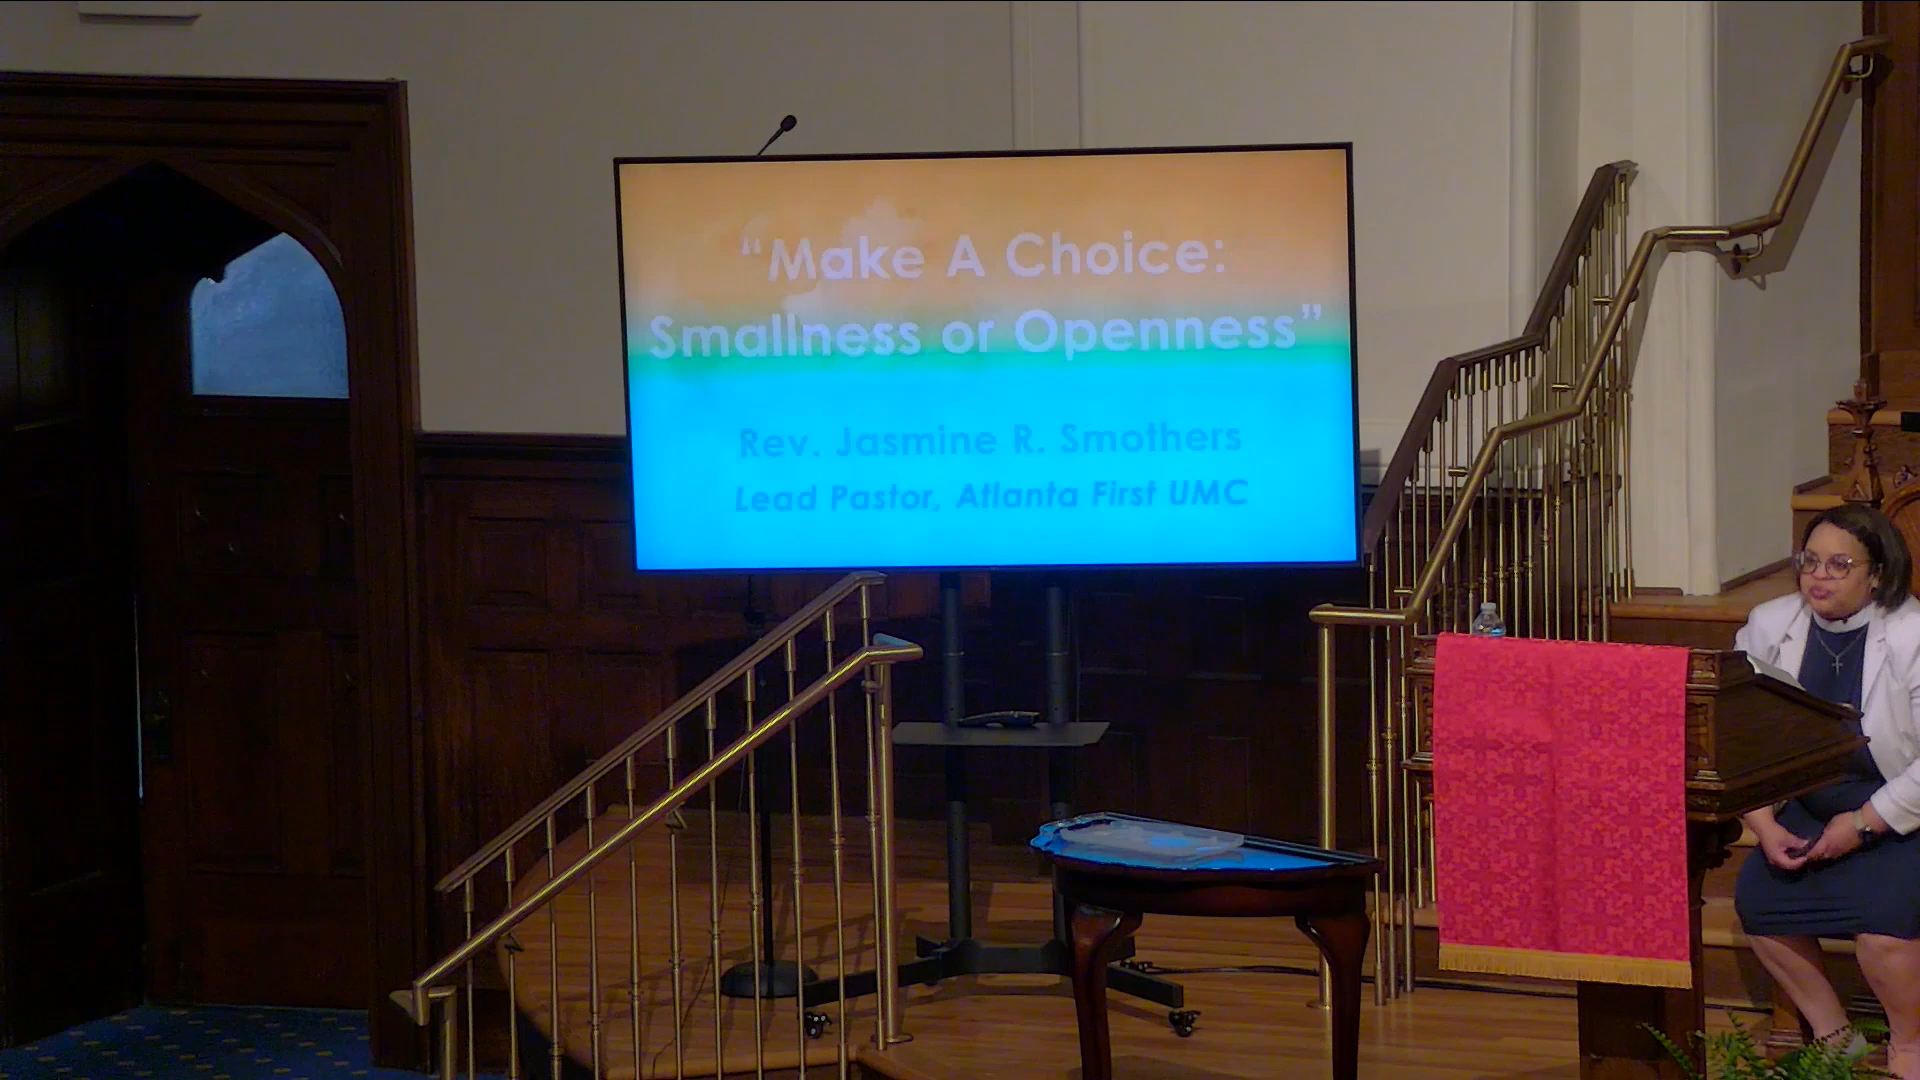 “Make A Choice:
Smallness or Openness”
Rev. Jasmine R. Smothers
Lead Pastor, Atlanta First UMC